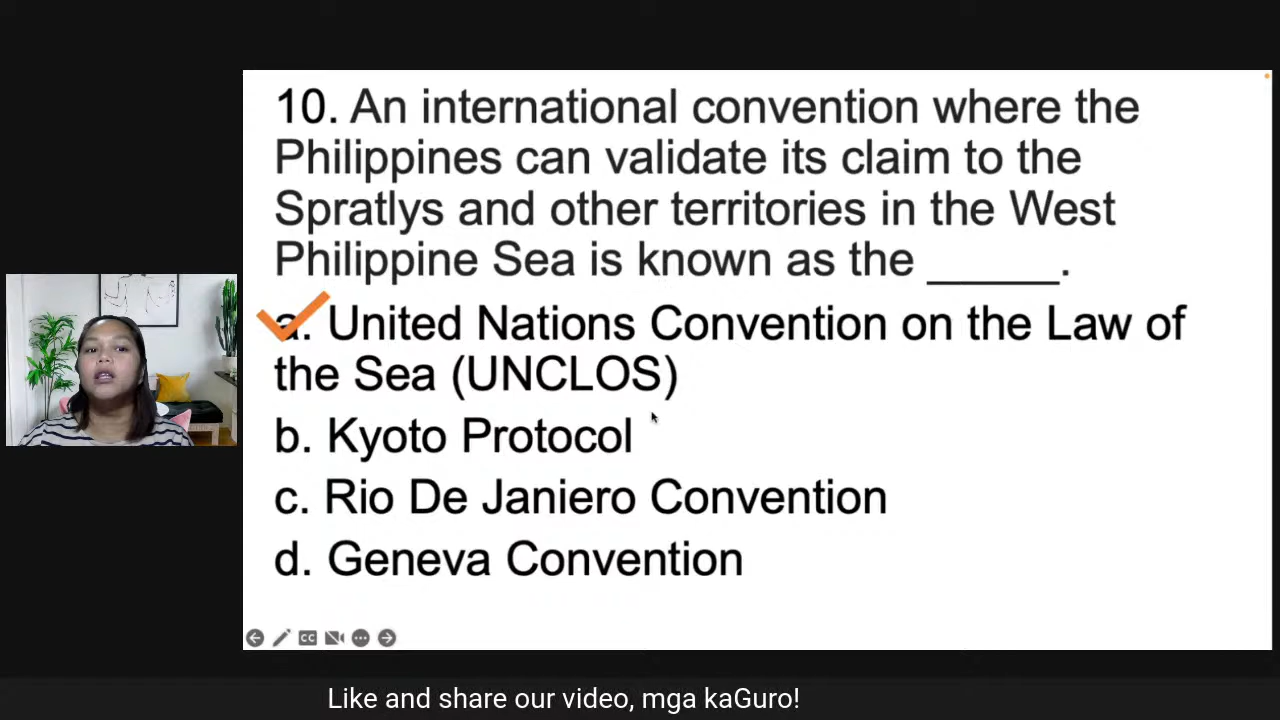 10. An international convention where the
Philippines can validate its claim to the
Spratlys and other territories in the West
Philippine Sea is known as the _____.
a. United Nations Convention on the Law of
the Sea (UNCLOS)
b. Kyoto Protocol
c. Rio De Janiero Convention
d. Geneva Convention
CC
Like and share our video, mga kaGuro!